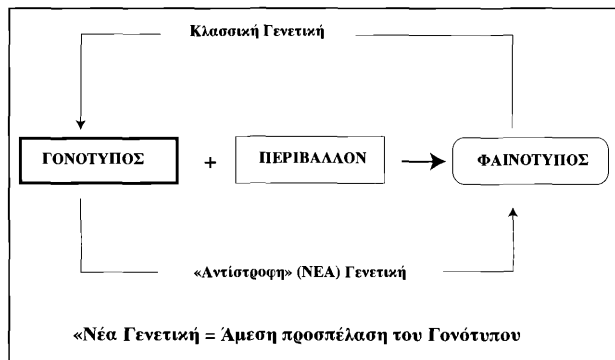 Κλασσική Γενετική
ΓΟΝΟΤΥΠΟΣ + ΠΕΡΙΒΑΛΛΟΝ ΦΑΙΝΟΤΥΠΟΣ
«Αντίστροφη» (ΝΕΑ) Γενετική
«Νέα Γενετική = Άμεση προσπέλαση του Γονότυπου